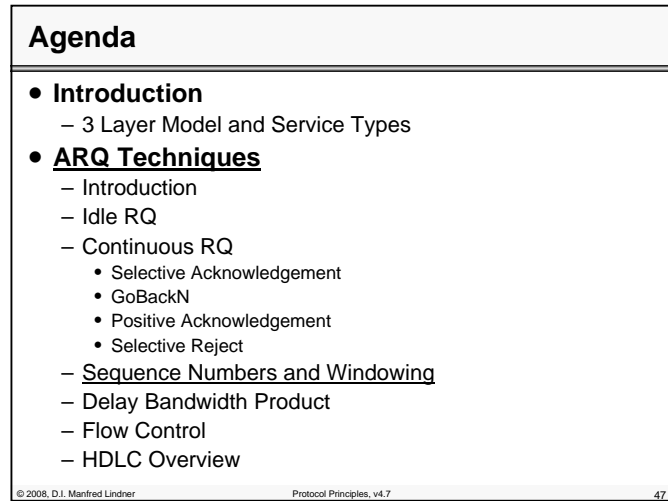 Agenda
• Introduction
– 3 Layer Model and Service Types
• ARQ Techniques
– Introduction
– Idle RQ
– Continuous RQ
• Selective Acknowledgement
• GoBackN
• Positive Acknowledgement
• Selective Reject
– Sequence Numbers and Windowing
– Delay Bandwidth Product
– Flow Control
– HDLC Overview
© 2008, D.I. Manfred Lindner Protocol Principles, v4.7 47